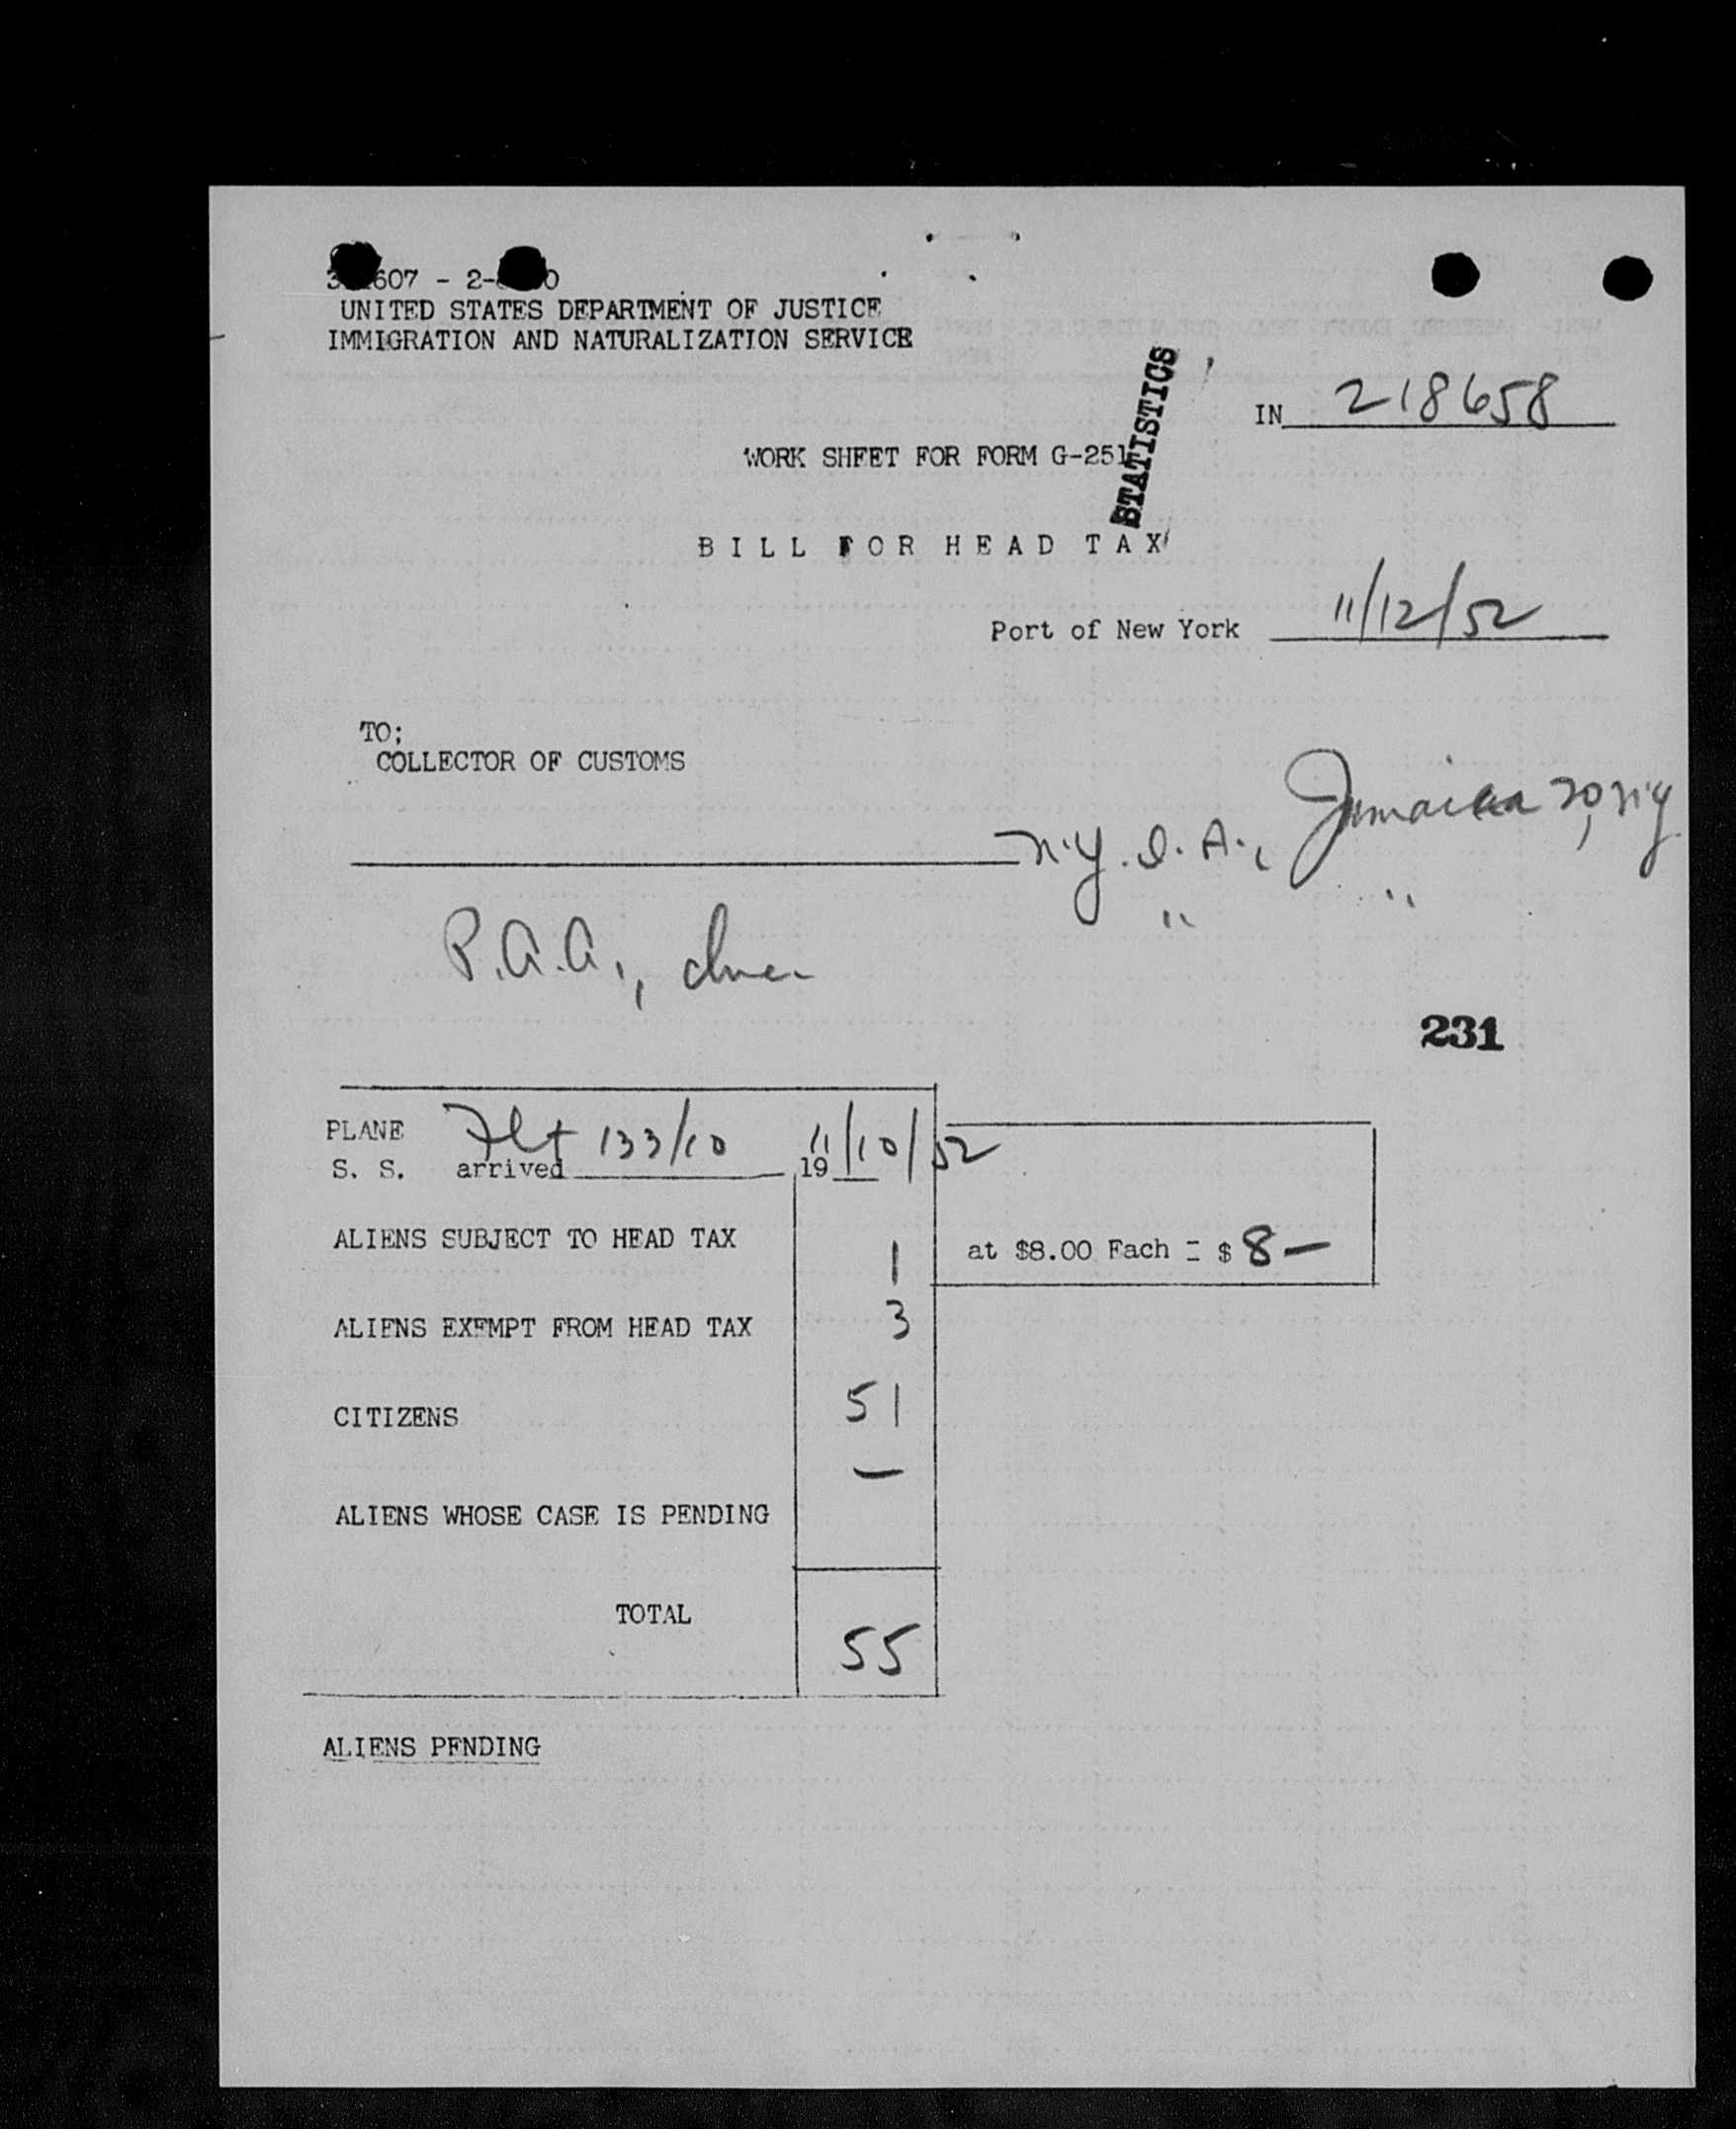 607 - 2-
UNITED STATES DEPARTMENT OF JUSTICE
IMMIGRATION AND NATURALIZATION SERVICE
STATISTICS
IN 218658
WORK SHEET FOR FORM G-251
BILL FOR HEAD TAX
Port of New York 11/12/52
TO;
COLLECTOR OF CUSTOMS
N.Y. I. A., Jamaica 30, N.Y.
" "
P.A.A.,
231
PLANE Flt 133/10 11/10/52
S. S. arrived 19
ALIENS SUBJECT TO HEAD TAX 1 at $8.00 Each = $ 8 —
ALIENS EXEMPT FROM HEAD TAX 3
CITIZENS 51
—
ALIENS WHOSE CASE IS PENDING
TOTAL 55
ALIENS PENDING